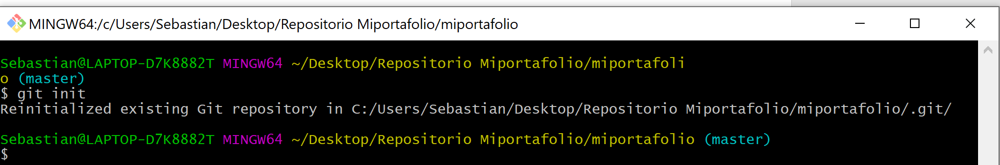 MINGW64:/c/Users/Sebastian/Desktop/Repositorio Miportafolio/miportafolio
Sebastian@LAPTOP-D7K8882T MINGW64 ~/Desktop/Repositorio Miportafolio/miportafoli
o (master)
$ git init
Reinitialized existing Git repository in C:/Users/Sebastian/Desktop/Repositorio Miportafolio/miportafolio/.git/
Sebastian@LAPTOP-D7K8882T MINGW64 ~/Desktop/Repositorio Miportafolio/miportafolio (master)
$